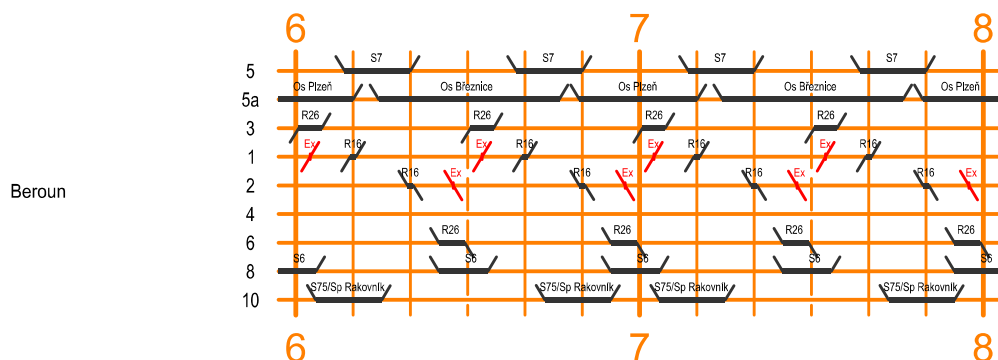 6 7 8
S7 S7 S7 S7
5
Os Plzeň Os Březnice Os Plzeň Os Březnice Os Plzeň
5a
R26 R26 R26 R26
3
Ex R16 Ex R16 Ex R16 Ex R16
1
R16 Ex R16 Ex R16 Ex R16 Ex
2
Beroun
4
R26 R26 R26 R26
6
S6 S6 S6 S6 S6
8
S75/Sp Rakovník S75/Sp Rakovník S75/Sp Rakovník S75/Sp Rakovník
10
6 7 8